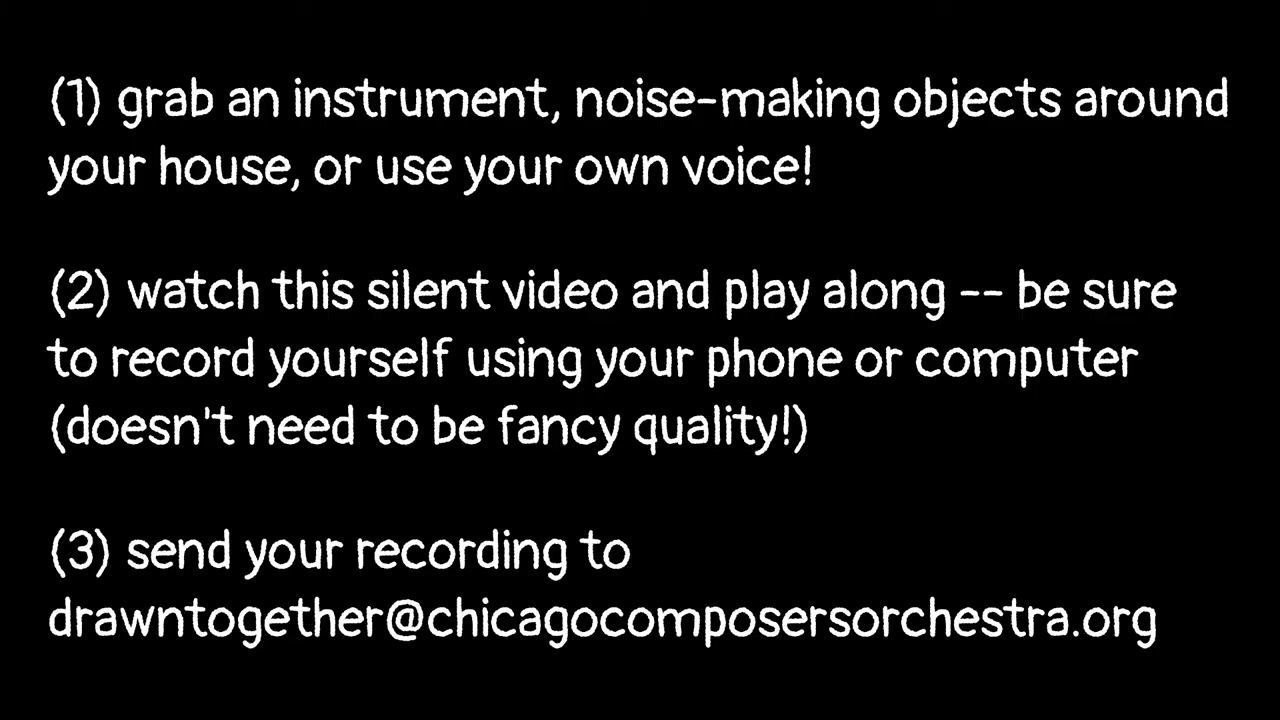 (1) grab an instrument, noise-making objects around
your house, or use your own voice!
(2) watch this silent video and play along -- be sure
to record yourself using your phone or computer
(doesn't need to be fancy quality!)
(3) send your recording to
drawntogether@chicagocomposersorchestra.org